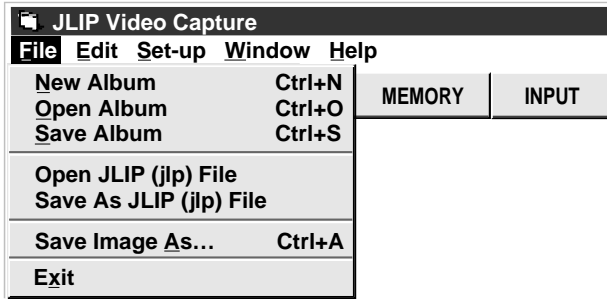 JLIP Video Capture
File Edit Set-up Window Help
New Album Ctrl+N
Open Album Ctrl+O
Save Album Ctrl+S
MEMORY INPUT
Open JLIP (jlp) File
Save As JLIP (jlp) File
Save Image As... Ctrl+A
Exit